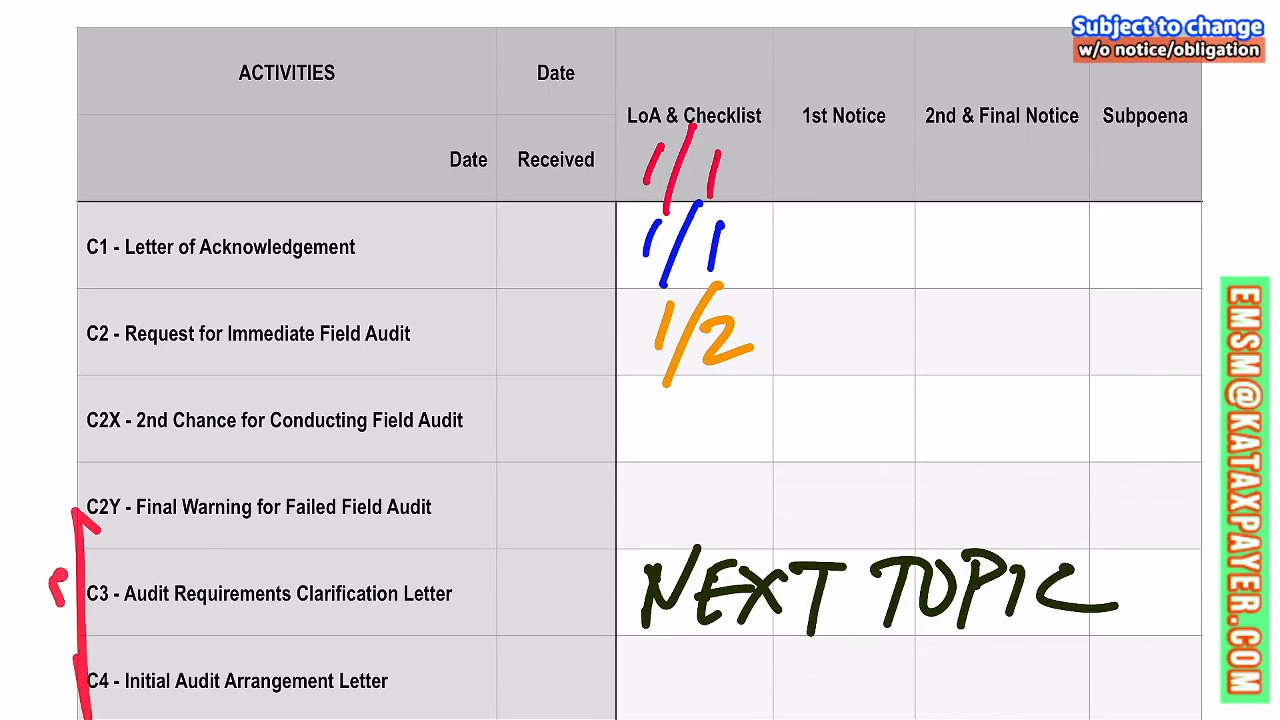 Subject to change
w/o notice/obligation
ACTIVITIES Date
LoA & Checklist 1st Notice 2nd & Final Notice Subpoena
Date Received
1/1
C1 - Letter of Acknowledgement 1/1
C2 - Request for Immediate Field Audit 1/2
C2X - 2nd Chance for Conducting Field Audit
C2Y - Final Warning for Failed Field Audit
C3 - Audit Requirements Clarification Letter NEXT TOPIC
C4 - Initial Audit Arrangement Letter
EMSM@KATAXPAYER.COM